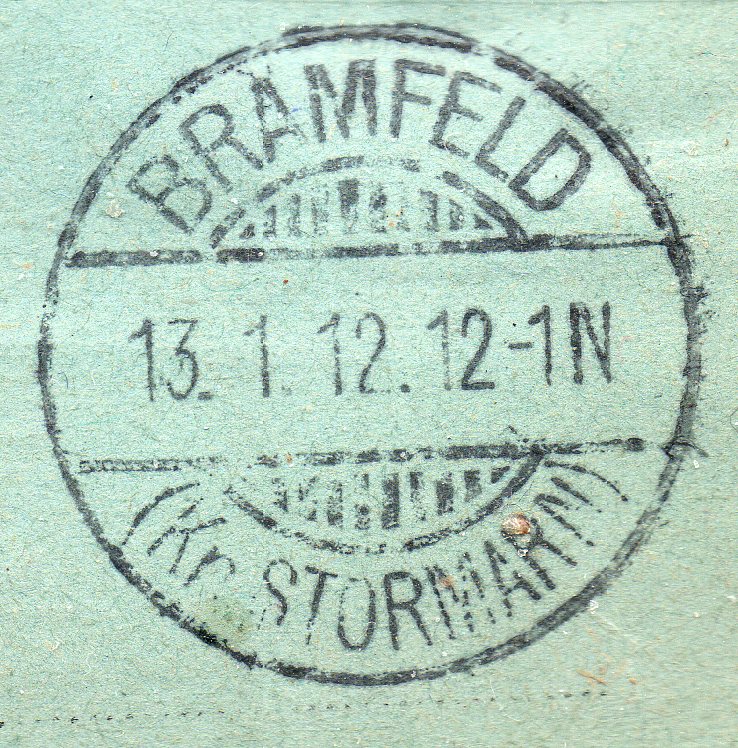 BRAMFELD
13. 1. 12. 12-1N
(Kr. STORMARN)